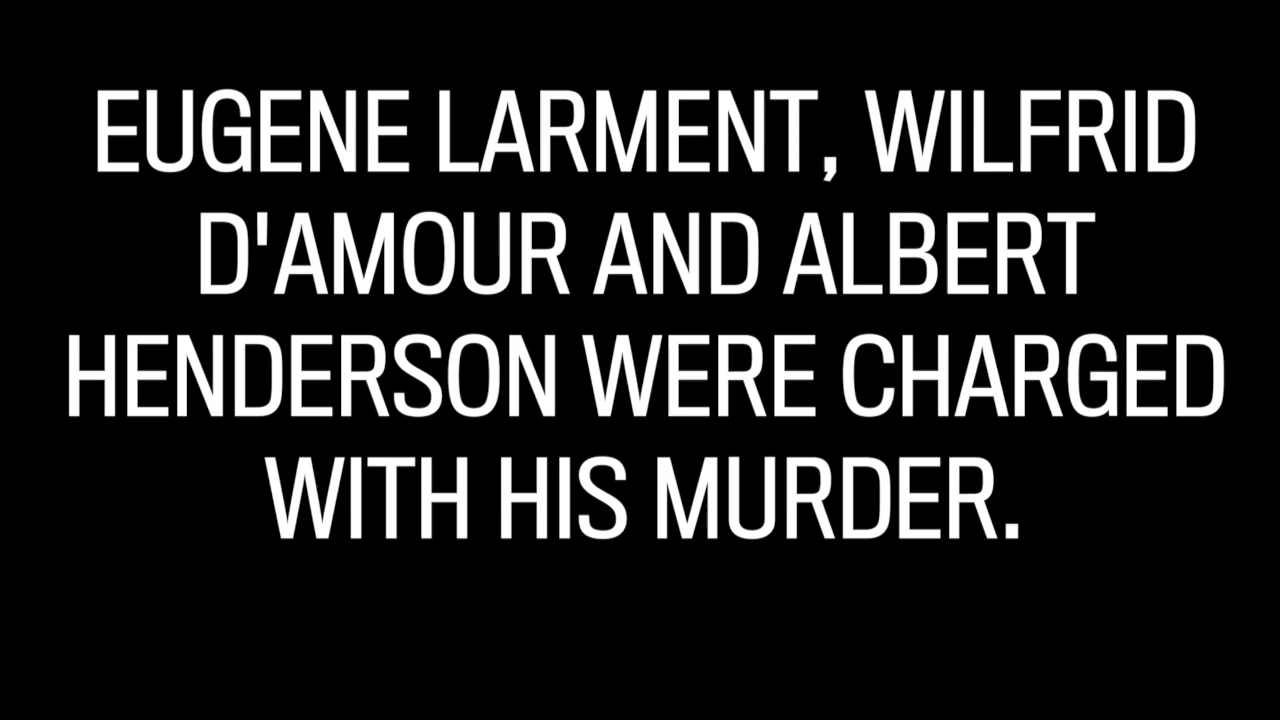 EUGENE LARMENT, WILFRID
D'AMOUR AND ALBERT
HENDERSON WERE CHARGED
WITH HIS MURDER.